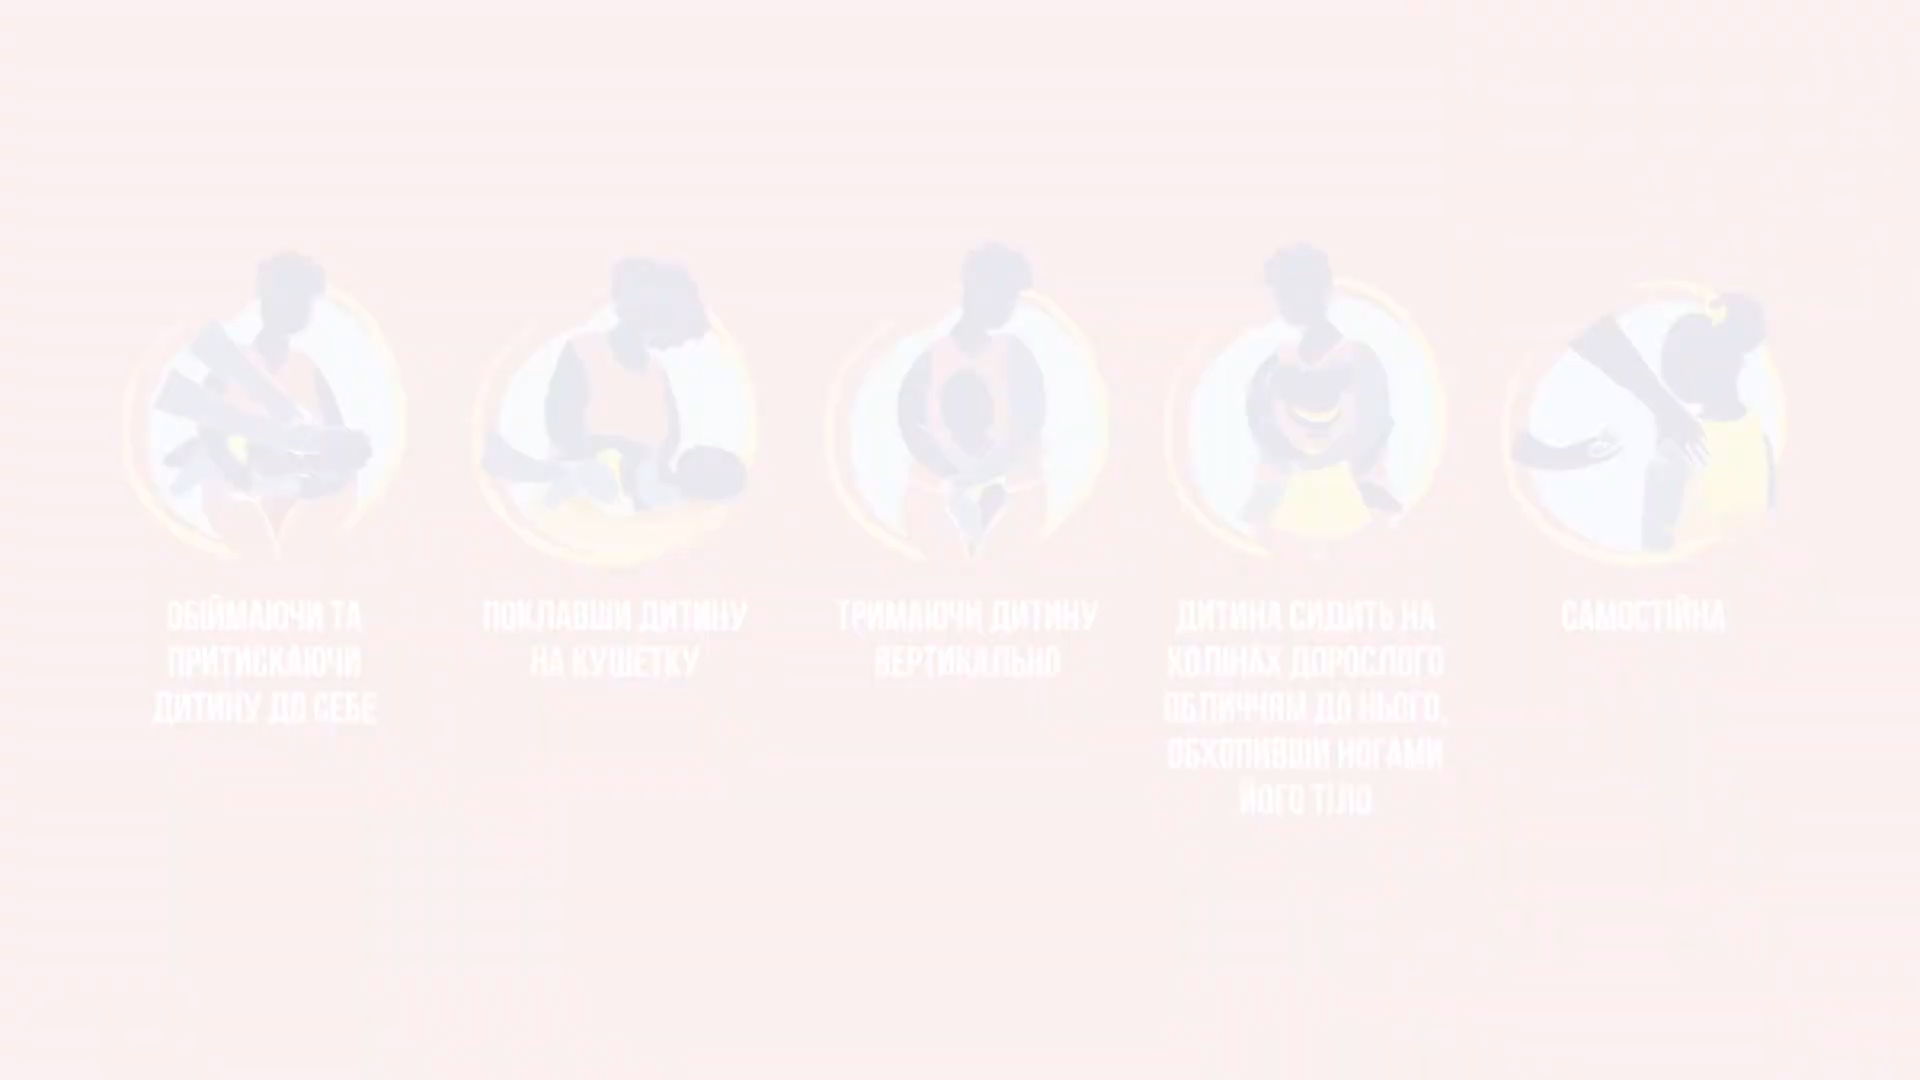 ОБІЙМАЮЧИ ТА
ПРИТИСКАЮЧИ
ДИТИНУ ДО СЕБЕ
ПОКЛАВШИ ДИТИНУ
НА КУШЕТКУ
ТРИМАЮЧИ ДИТИНУ
ВЕРТИКАЛЬНО
ДИТИНА СИДИТЬ НА
КОЛІНАХ ДОРОСЛОГО
ОБЛИЧЧЯМ ДО НЬОГО,
ОБХОПИВШИ НОГАМИ
ЙОГО ТІЛО
САМОСТІЙНА